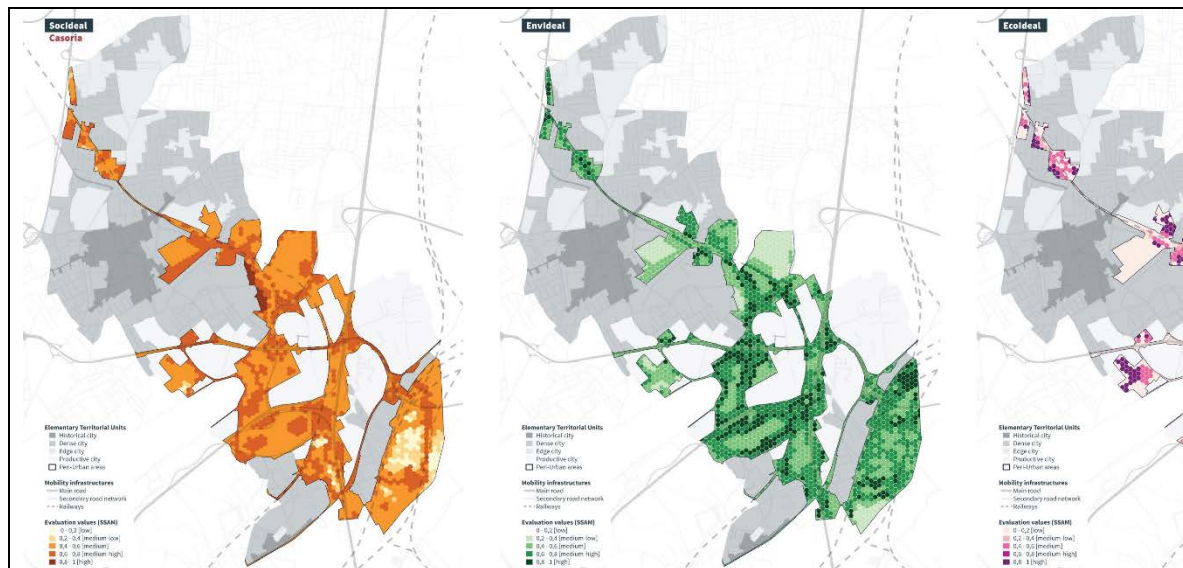 SocIdeal
Casoria
Elementary Territorial Units
Historical city
Dense city
Edge city
Productive city
Peri-Urban areas
Mobility infrastructures
Main road
Secondary road network
Railways
Evaluation values (SSAM)
0 - 0,2 [low]
0,2 - 0,4 [medium-low]
0,4 - 0,6 [medium]
0,6 - 0,8 [medium-high]
0,8 - 1 [high]
EnvIdeal
Elementary Territorial Units
Historical city
Dense city
Edge city
Productive city
Peri-Urban areas
Mobility infrastructures
Main road
Secondary road network
Railways
Evaluation values (SSAM)
0 - 0,2 [low]
0,2 - 0,4 [medium-low]
0,4 - 0,6 [medium]
0,6 - 0,8 [medium-high]
0,8 - 1 [high]
EcoIdeal
Elementary Territorial Units
Historical city
Dense city
Edge city
Productive city
Peri-Urban areas
Mobility infrastructures
Main road
Secondary road network
Railways
Evaluation values (SSAM)
0 - 0,2 [low]
0,2 - 0,4 [medium-low]
0,4 - 0,6 [medium]
0,6 - 0,8 [medium-high]
0,8 - 1 [high]